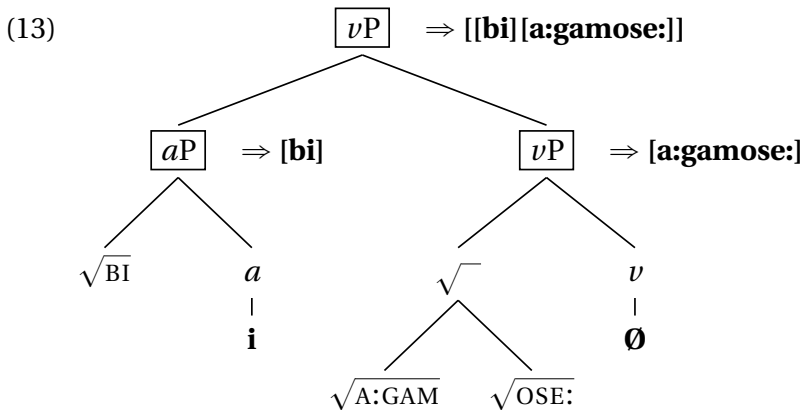 (13) vP ⇒ [[bi][a:gamose:]]
aP ⇒ [bi] vP ⇒ [a:gamose:]
√BI a √ v
i Ø
√A:GAM √OSE: